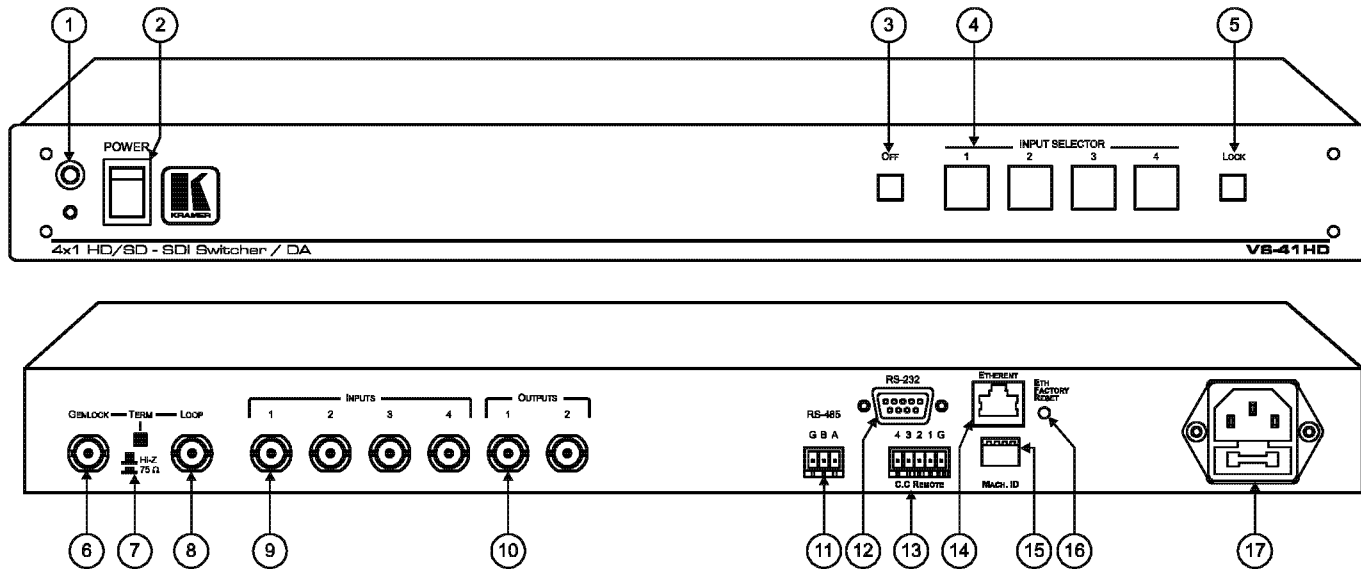 1 2 3 4 5
POWER
OFF
INPUT SELECTOR
1 2 3 4
LOCK
K
KRAMER
4x1 HD/SD - SDI Switcher / DA
VS-41HD
GENLOCK TERM LOOP
INPUTS
1 2 3 4
OUTPUTS
1 2
HI-Z
75 Ω
RS-485
G B A
RS-232
4 3 2 1 G
C.C REMOTE
ETHERENT
MACH. ID
ETH
FACTORY
RESET
6 7 8 9 10 11 12 13 14 15 16 17